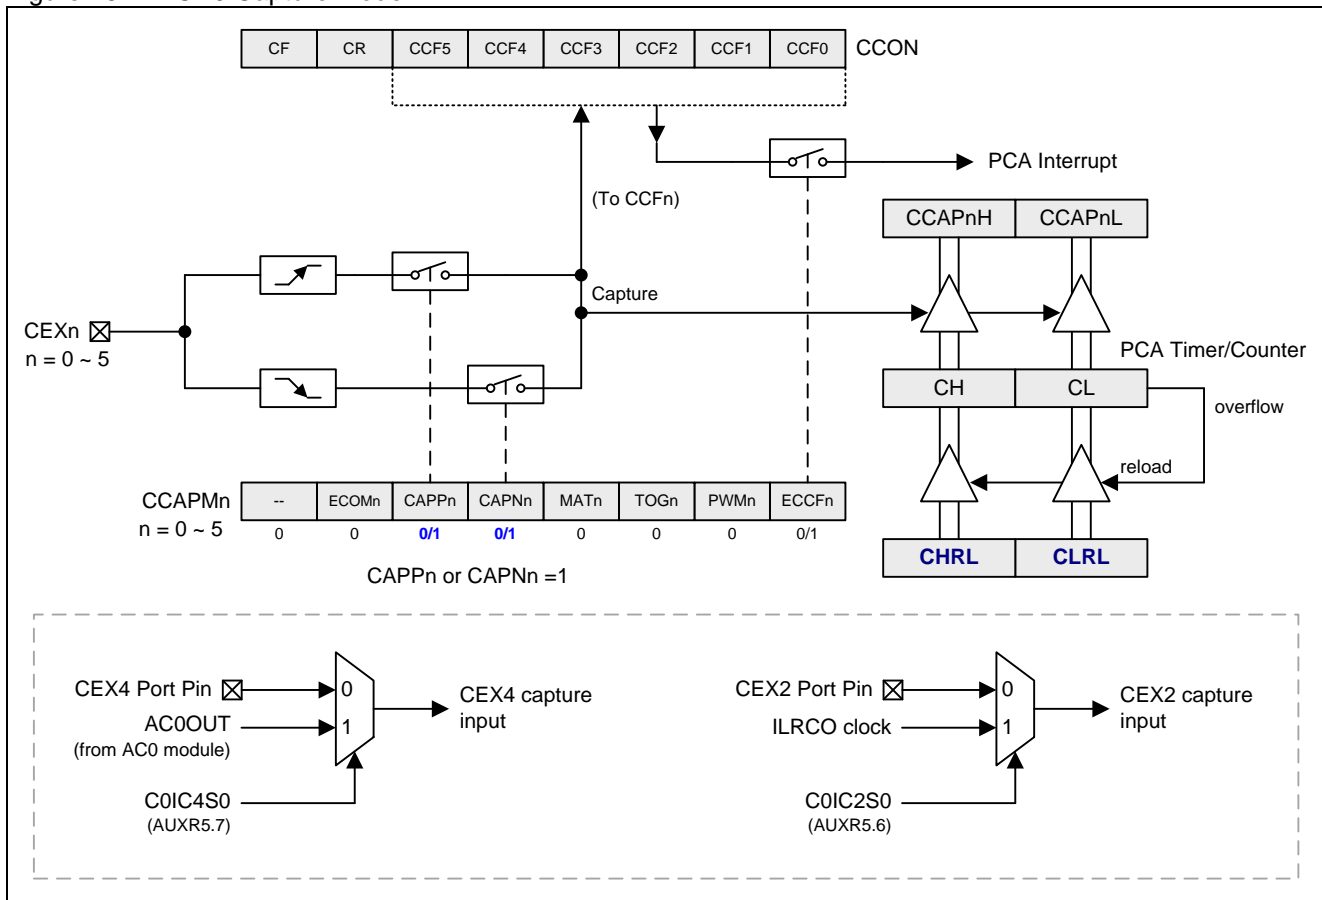 CF CR CCF5 CCF4 CCF3 CCF2 CCF1 CCF0 CCON
PCA Interrupt
(To CCFn)
CCAPnH CCAPnL
Capture
CEXn
n = 0 ~ 5
PCA Timer/Counter
CH CL
overflow
reload
CCAPMn
n = 0 ~ 5
-- ECOMn CAPPn CAPNn MATn TOGn PWMn ECCFn
0 0 0/1 0/1 0 0 0 0/1
CHRL CLRL
CAPPn or CAPNn =1
CEX4 Port Pin 0
AC0OUT 1
(from AC0 module)
CEX4 capture
input
C0IC4S0
(AUXR5.7)
CEX2 Port Pin 0
ILRCO clock 1
CEX2 capture
input
C0IC2S0
(AUXR5.6)